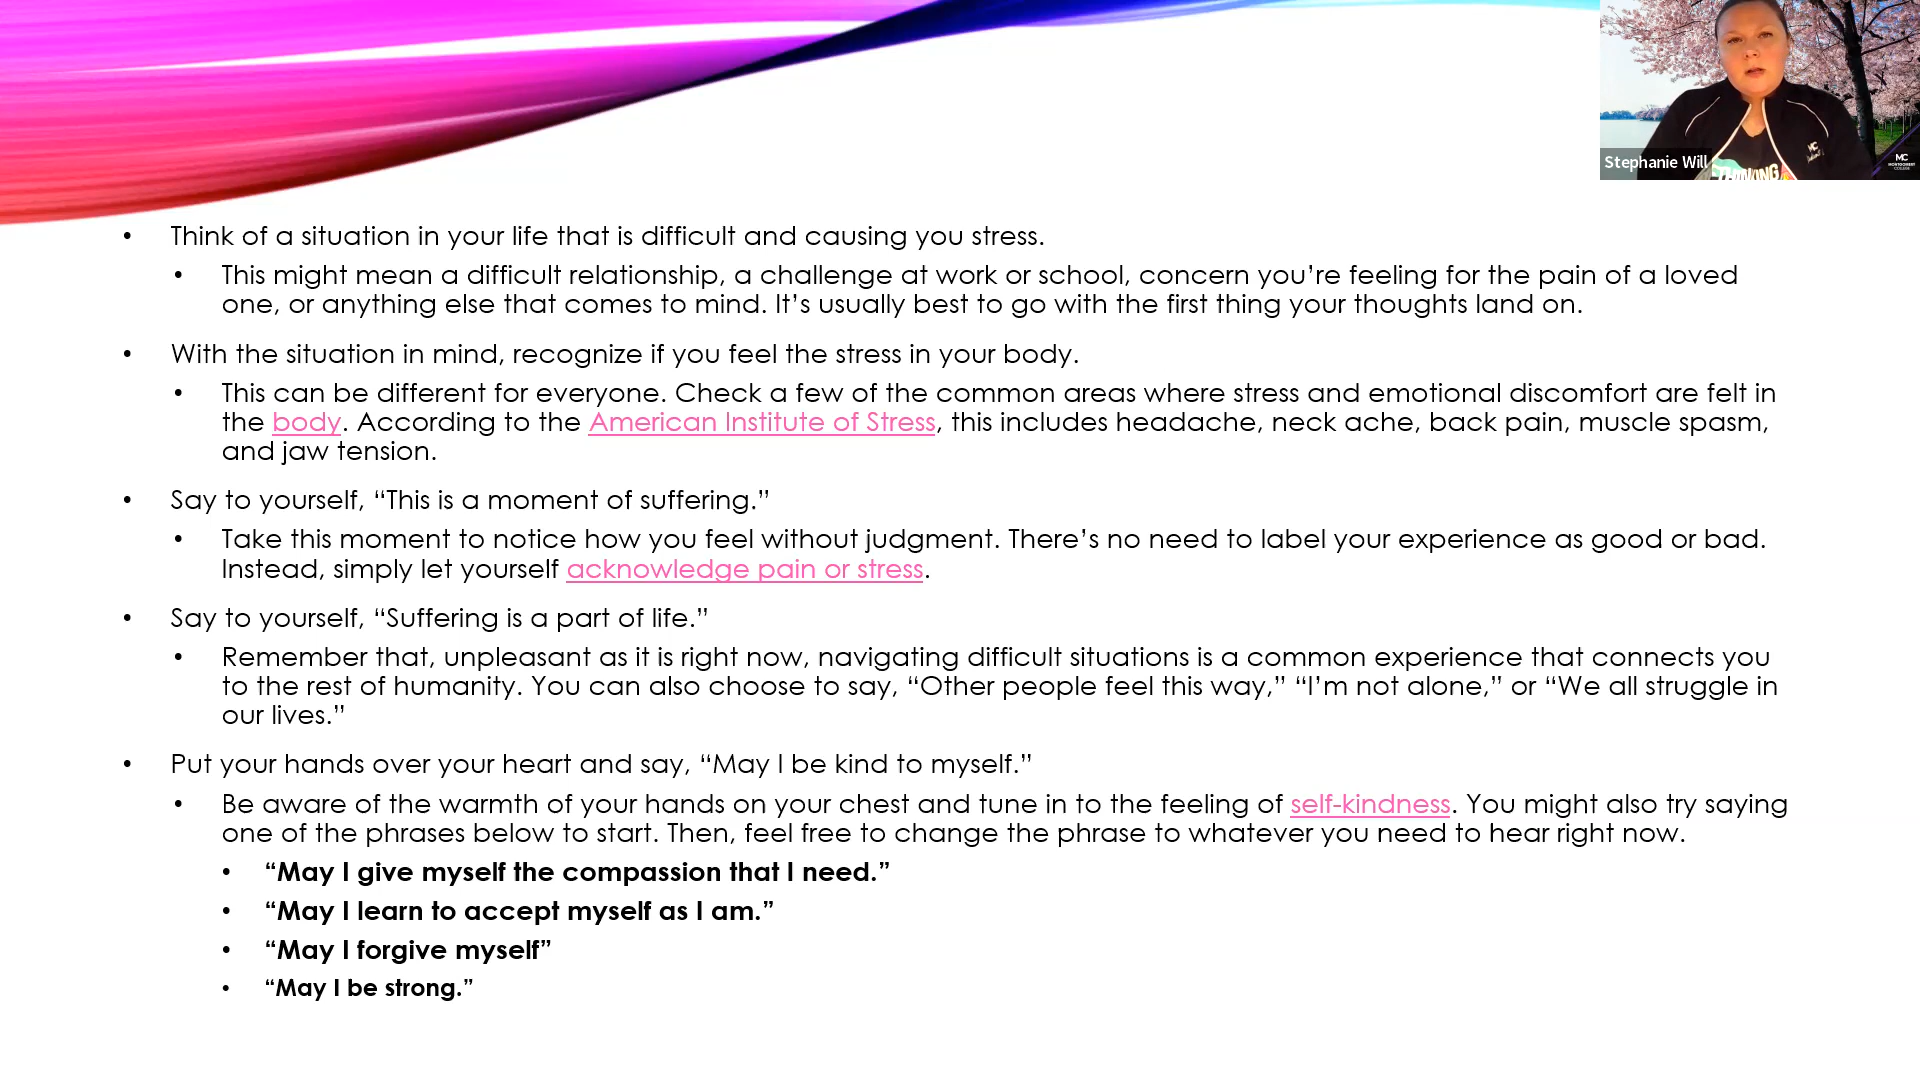 Stephanie Will
MC
MONTGOMERY
COLLEGE
• Think of a situation in your life that is difficult and causing you stress.
• This might mean a difficult relationship, a challenge at work or school, concern you’re feeling for the pain of a loved
one, or anything else that comes to mind. It’s usually best to go with the first thing your thoughts land on.
• With the situation in mind, recognize if you feel the stress in your body.
• This can be different for everyone. Check a few of the common areas where stress and emotional discomfort are felt in
the body. According to the American Institute of Stress, this includes headache, neck ache, back pain, muscle spasm,
and jaw tension.
• Say to yourself, “This is a moment of suffering.”
• Take this moment to notice how you feel without judgment. There’s no need to label your experience as good or bad.
Instead, simply let yourself acknowledge pain or stress.
• Say to yourself, “Suffering is a part of life.”
• Remember that, unpleasant as it is right now, navigating difficult situations is a common experience that connects you
to the rest of humanity. You can also choose to say, “Other people feel this way,” “I’m not alone,” or “We all struggle in
our lives.”
• Put your hands over your heart and say, “May I be kind to myself.”
• Be aware of the warmth of your hands on your chest and tune in to the feeling of self-kindness. You might also try saying
one of the phrases below to start. Then, feel free to change the phrase to whatever you need to hear right now.
• “May I give myself the compassion that I need.”
• “May I learn to accept myself as I am.”
• “May I forgive myself”
• “May I be strong.”